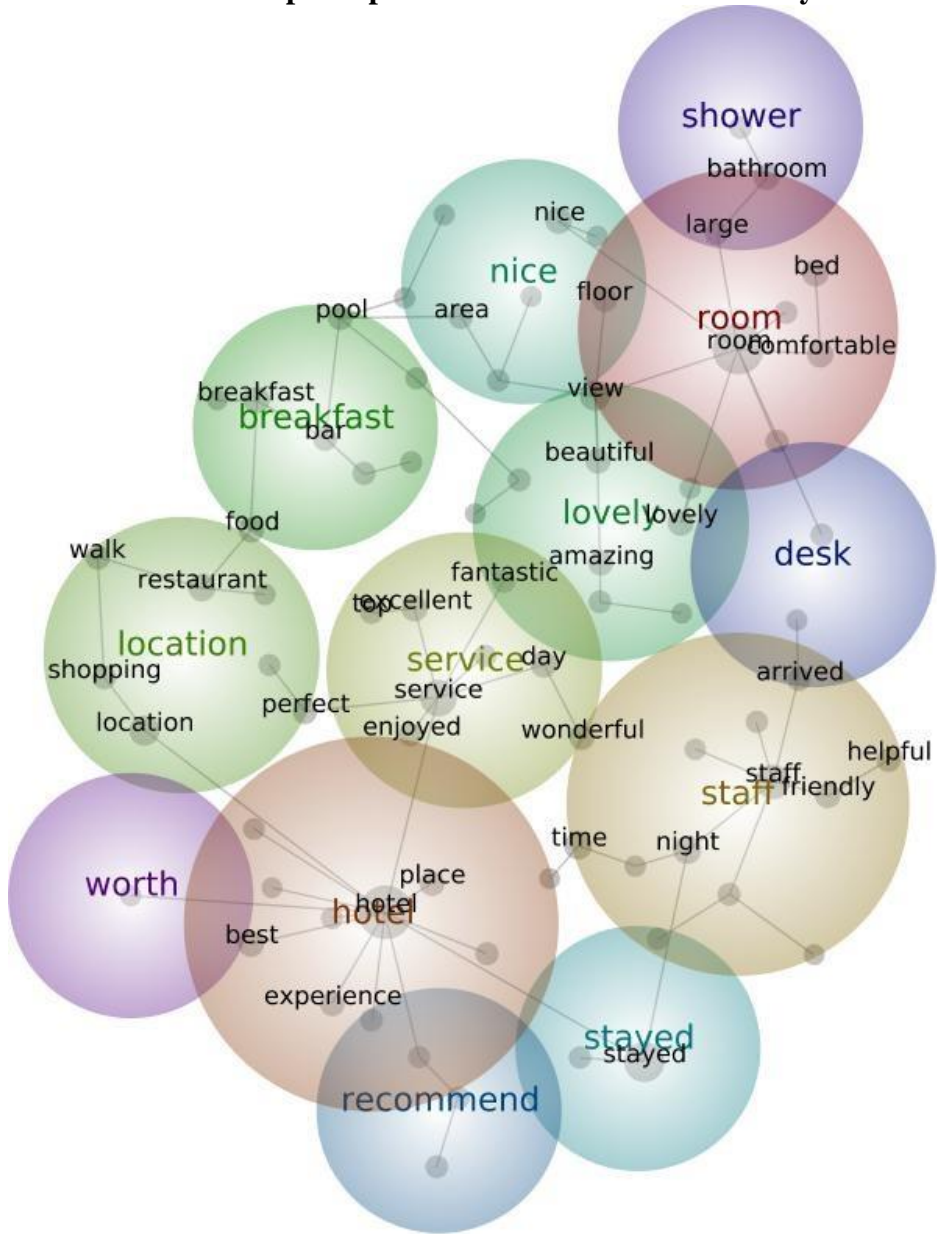 shower
bathroom
nice
large
nice
bed
floor
pool
area
room
room
comfortable
view
breakfast
breakfast
bar
beautiful
lovely
lovely
food
walk
amazing
desk
fantastic
restaurant
top
excellent
location
service
day
shopping
arrived
service
perfect
location
enjoyed
wonderful
helpful
staff
friendly
staff
time
night
place
worth
hotel
hotel
best
experience
stayed
stayed
recommend